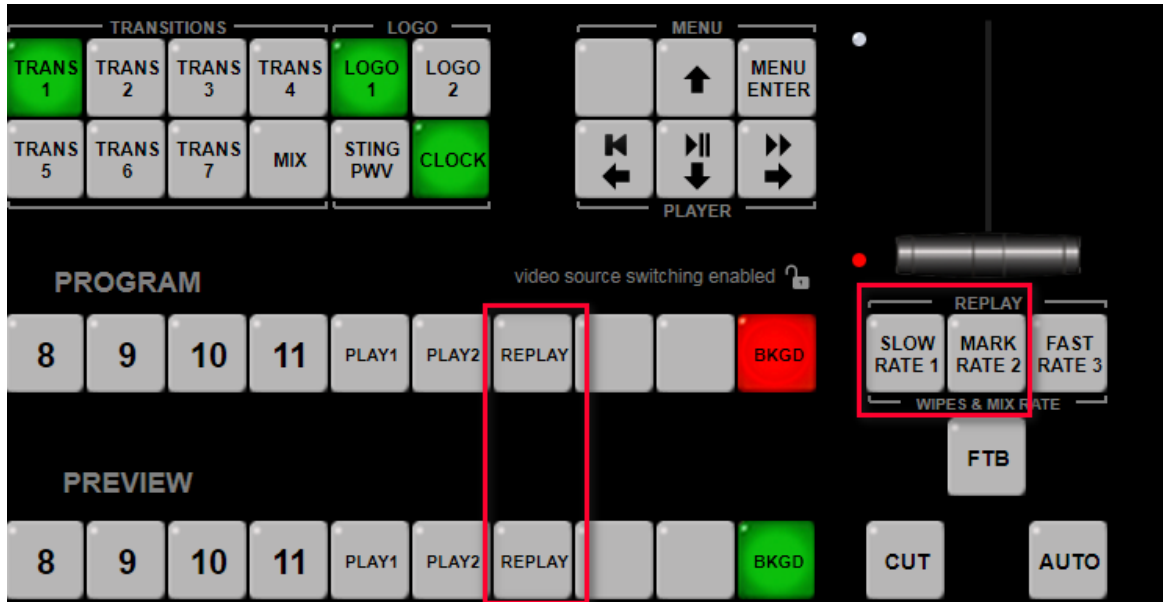 TRANSITIONS LOGO MENU
TRANS TRANS TRANS TRANS LOGO LOGO MENU
1 2 3 4 1 2 ENTER
TRANS TRANS TRANS MIX STING CLOCK
5 6 7 PWV
PLAYER
PROGRAM video source switching enabled
REPLAY
8 9 10 11 PLAY1 PLAY2 REPLAY BKGD SLOW MARK FAST
RATE 1 RATE 2 RATE 3
WIPES & MIX RATE
FTB
PREVIEW
8 9 10 11 PLAY1 PLAY2 REPLAY BKGD CUT AUTO